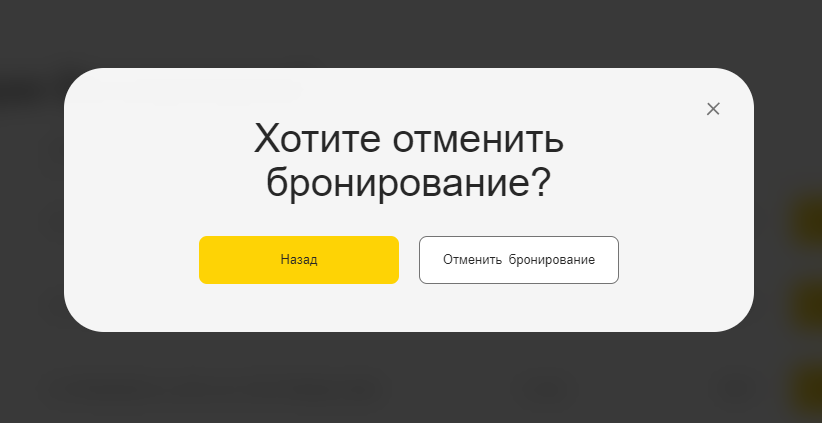 Хотите отменить
бронирование?
Назад
Отменить бронирование